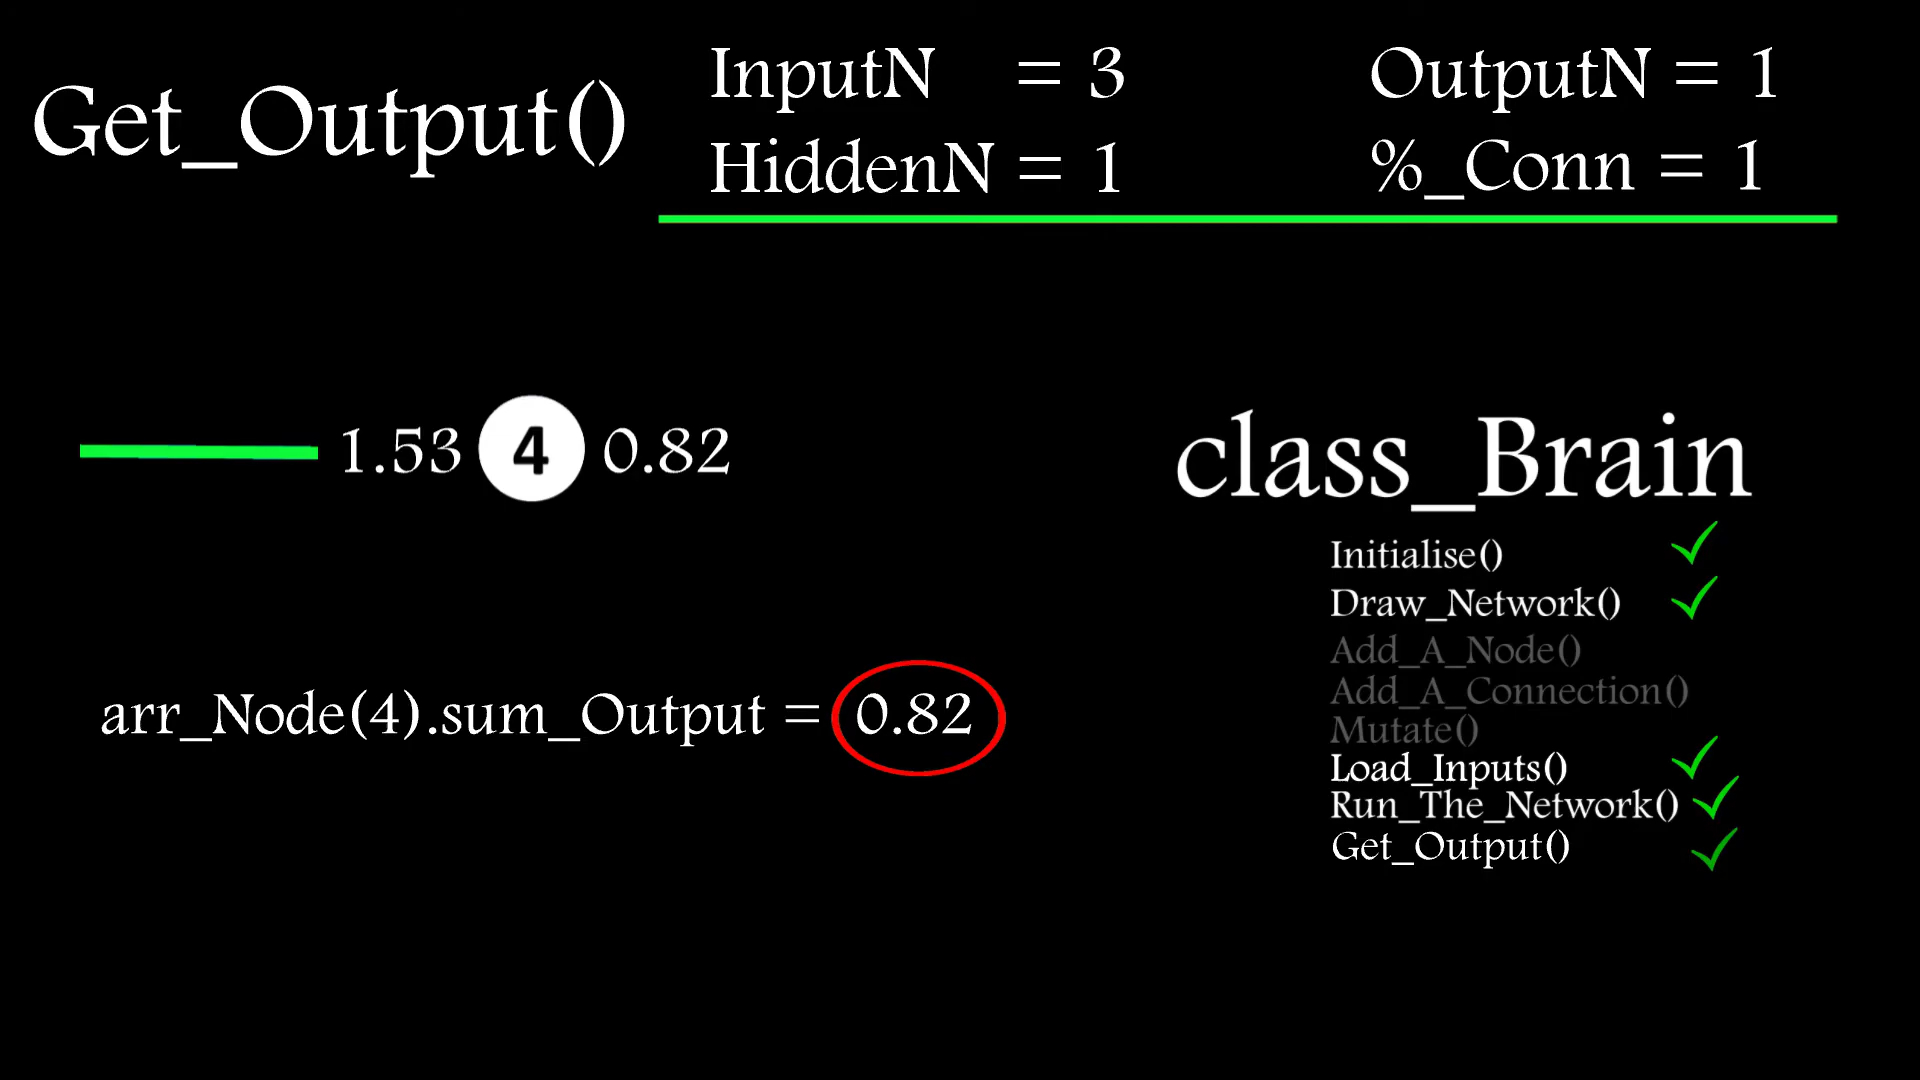 Get_Output()
InputN = 3
OutputN = 1
HiddenN = 1
%_Conn = 1
1.53 4 0.82
arr_Node(4).sum_Output = 0.82
class_Brain
Initialise()
Draw_Network()
Add_A_Node()
Add_A_Connection()
Mutate()
Load_Inputs()
Run_The_Network()
Get_Output()